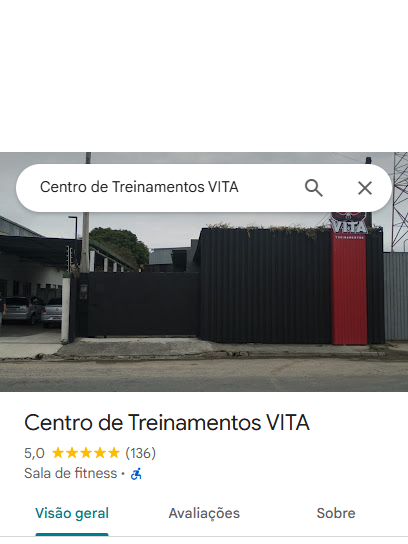 Centro de Treinamentos VITA
VITA
TREINAMENTOS
Centro de Treinamentos VITA
5,0 ★★★★★ (136)
Sala de fitness ·
Visão geral
Avaliações
Sobre